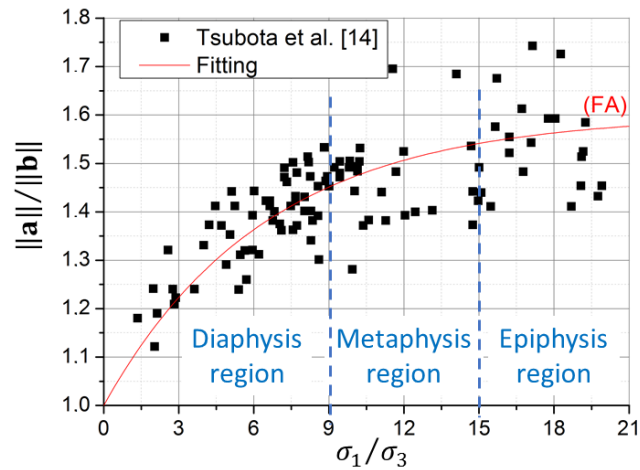 1.8
1.7
1.6
1.5
1.4
1.3
1.2
1.1
1.0
‖a‖/‖b‖
Tsubota et al. [14]
Fitting
(FA)
Diaphysis
region
Metaphysis
region
Epiphysis
region
0 3 6 9 12 15 18 21
σ₁/σ₃